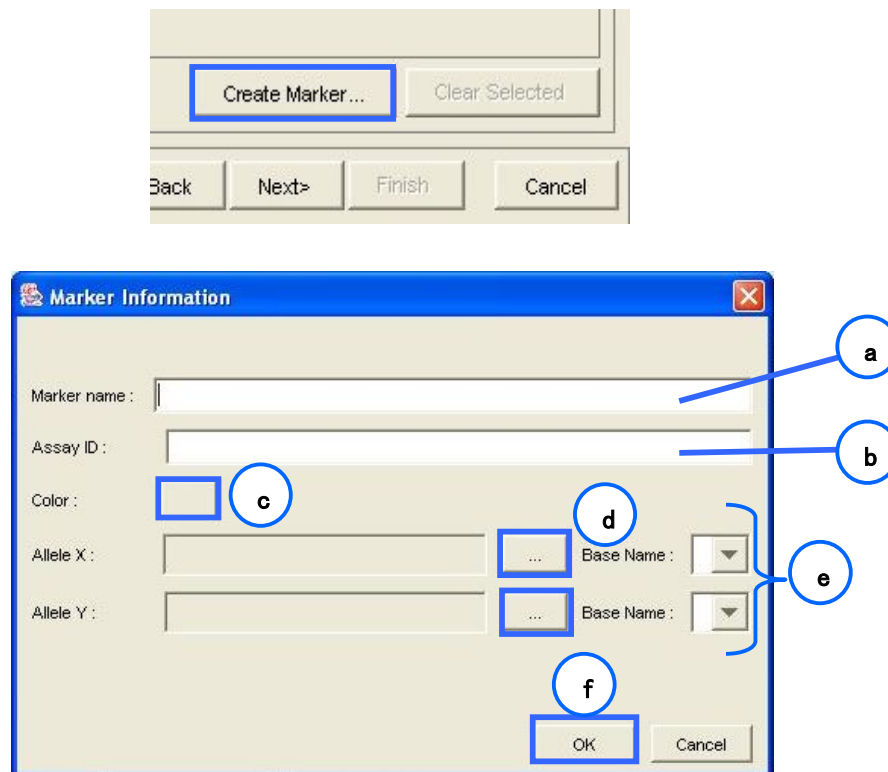 Create Marker... Clear Selected
Back Next> Finish Cancel
Marker Information
a
Marker name :
Assay ID :
b
Color :
c
d
Allele X :
... Base Name :
e
Allele Y :
... Base Name :
f
OK Cancel